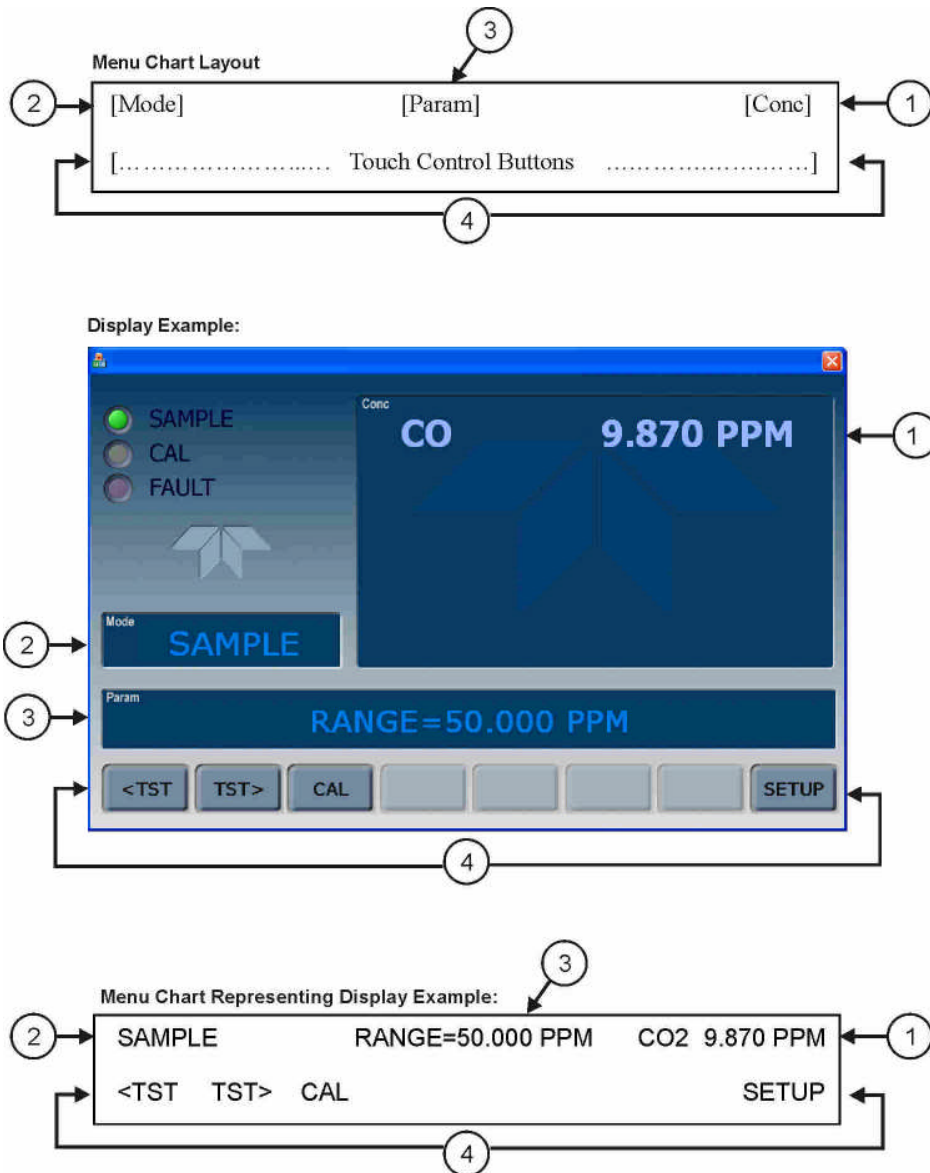 3
Menu Chart Layout
2 [Mode] [Param] [Conc] 1
[........................ Touch Control Buttons ........................]
4
Display Example:
SAMPLE
CAL
FAULT
Conc
CO 9.870 PPM
1
Mode
2 SAMPLE
Param
3 RANGE=50.000 PPM
<TST TST> CAL SETUP
4
3
Menu Chart Representing Display Example:
2 SAMPLE RANGE=50.000 PPM CO2 9.870 PPM 1
<TST TST> CAL SETUP
4